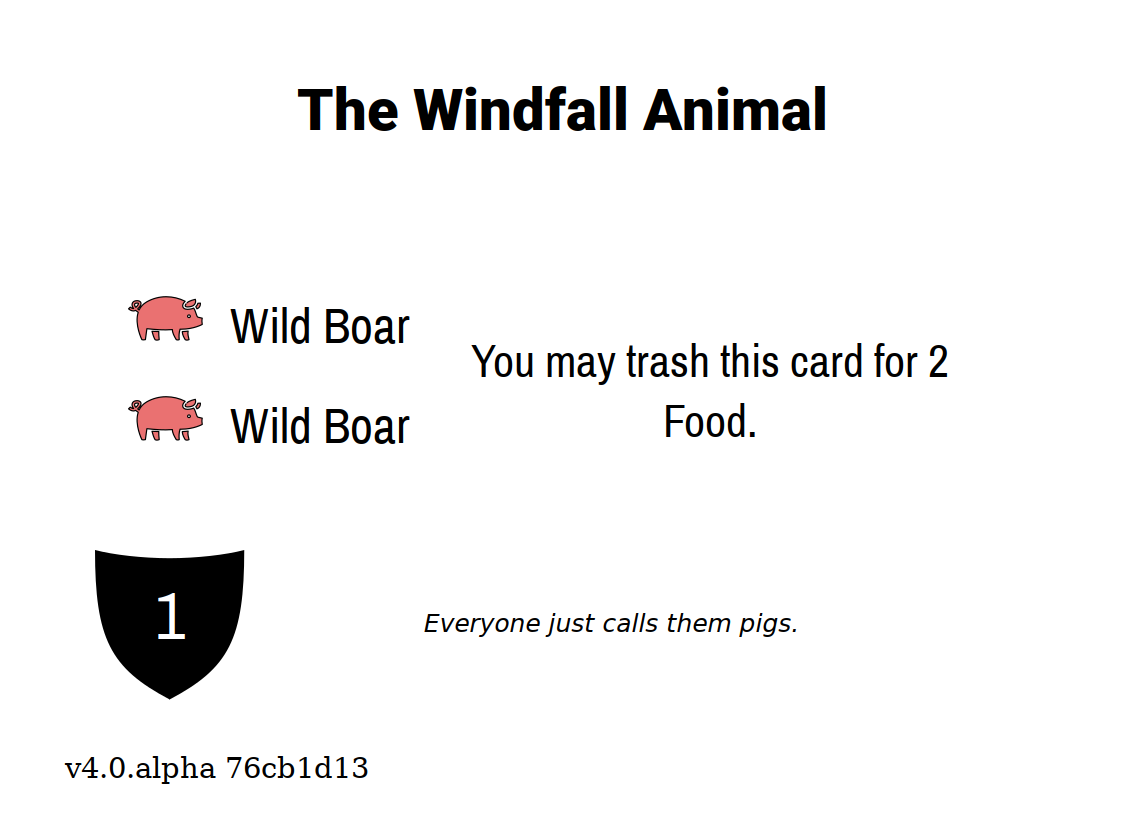 The Windfall Animal
Wild Boar
Wild Boar
You may trash this card for 2
Food.
1
Everyone just calls them pigs.
v4.0.alpha 76cb1d13